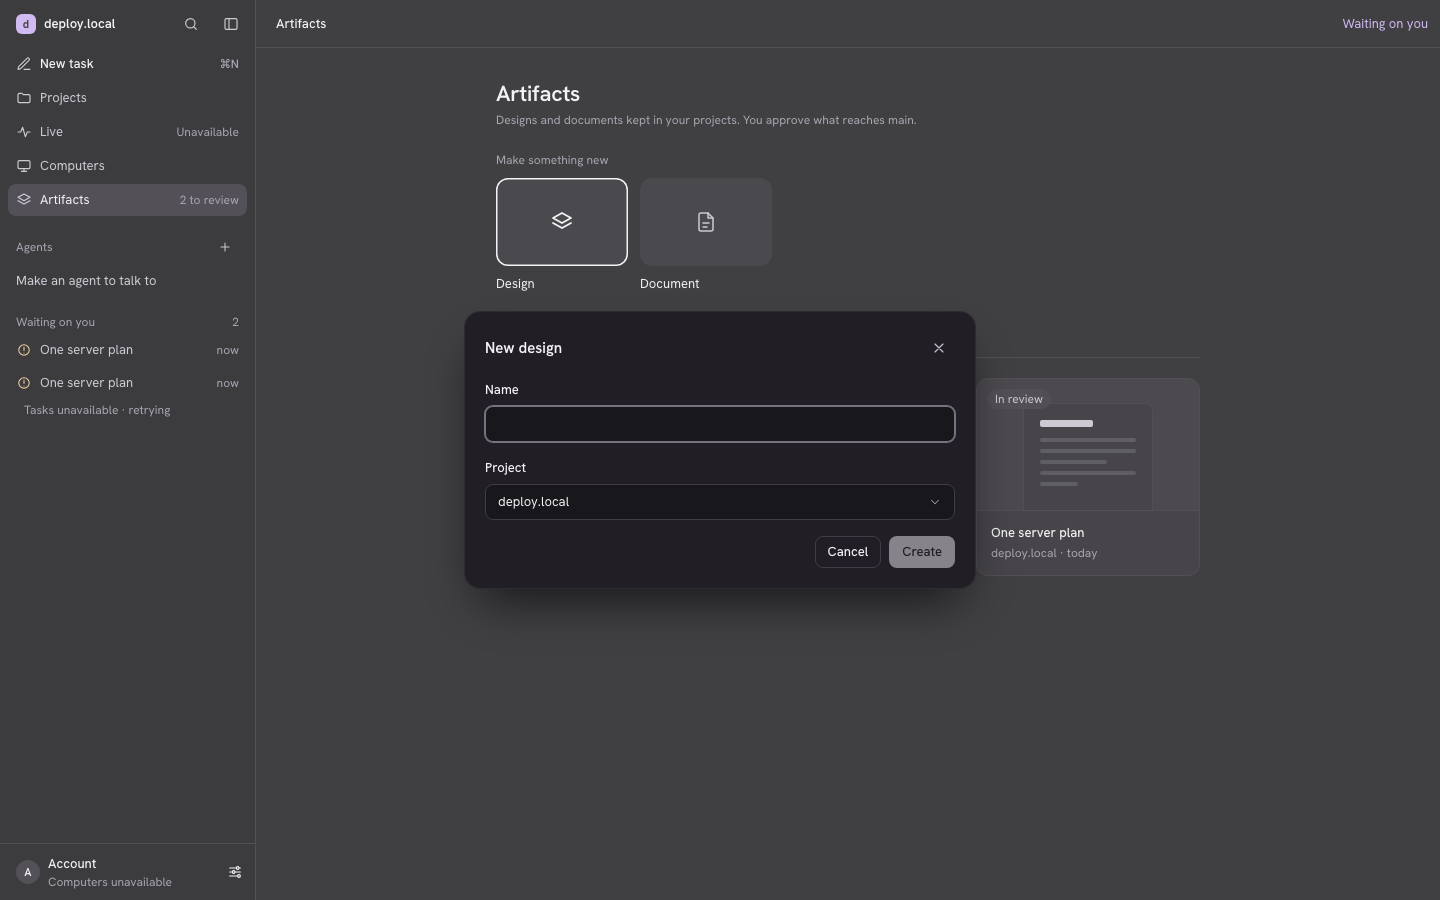 d deploy.local
New task ⌘N
Projects
Live Unavailable
Computers
Artifacts 2 to review
Agents
Make an agent to talk to
Waiting on you 2
One server plan now
One server plan now
Tasks unavailable · retrying
A Account
Computers unavailable
Artifacts
Waiting on you
Artifacts
Designs and documents kept in your projects. You approve what reaches main.
Make something new
Design
Document
New design
Name
Project
deploy.local
Cancel
Create
In review
One server plan
deploy.local · today